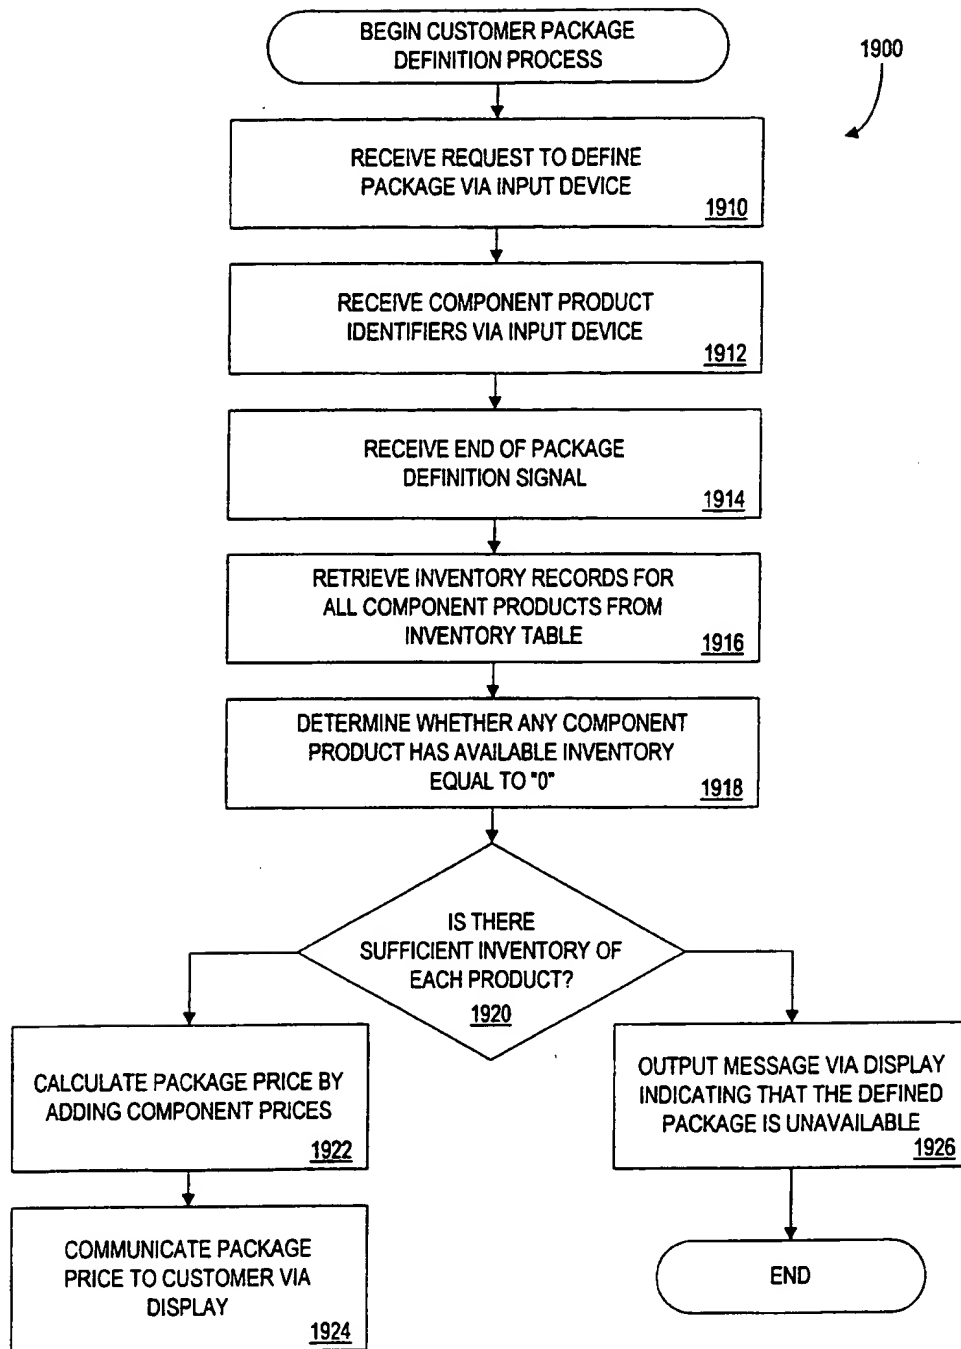 BEGIN CUSTOMER PACKAGE
DEFINITION PROCESS
1900
RECEIVE REQUEST TO DEFINE
PACKAGE VIA INPUT DEVICE
1910
RECEIVE COMPONENT PRODUCT
IDENTIFIERS VIA INPUT DEVICE
1912
RECEIVE END OF PACKAGE
DEFINITION SIGNAL
1914
RETRIEVE INVENTORY RECORDS FOR
ALL COMPONENT PRODUCTS FROM
INVENTORY TABLE
1916
DETERMINE WHETHER ANY COMPONENT
PRODUCT HAS AVAILABLE INVENTORY
EQUAL TO "0"
1918
IS THERE
SUFFICIENT INVENTORY OF
EACH PRODUCT?
1920
CALCULATE PACKAGE PRICE BY
ADDING COMPONENT PRICES
1922
OUTPUT MESSAGE VIA DISPLAY
INDICATING THAT THE DEFINED
PACKAGE IS UNAVAILABLE
1926
COMMUNICATE PACKAGE
PRICE TO CUSTOMER VIA
DISPLAY
1924
END